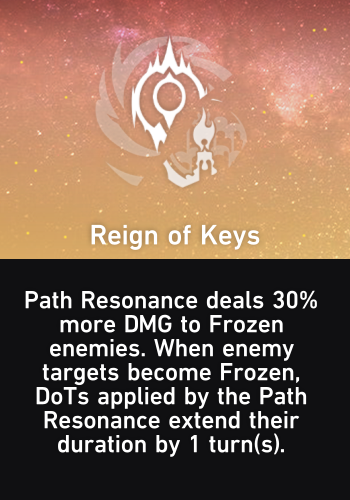 Reign of Keys
Path Resonance deals 30%
more DMG to Frozen
enemies. When enemy
targets become Frozen,
DoTs applied by the Path
Resonance extend their
duration by 1 turn(s).